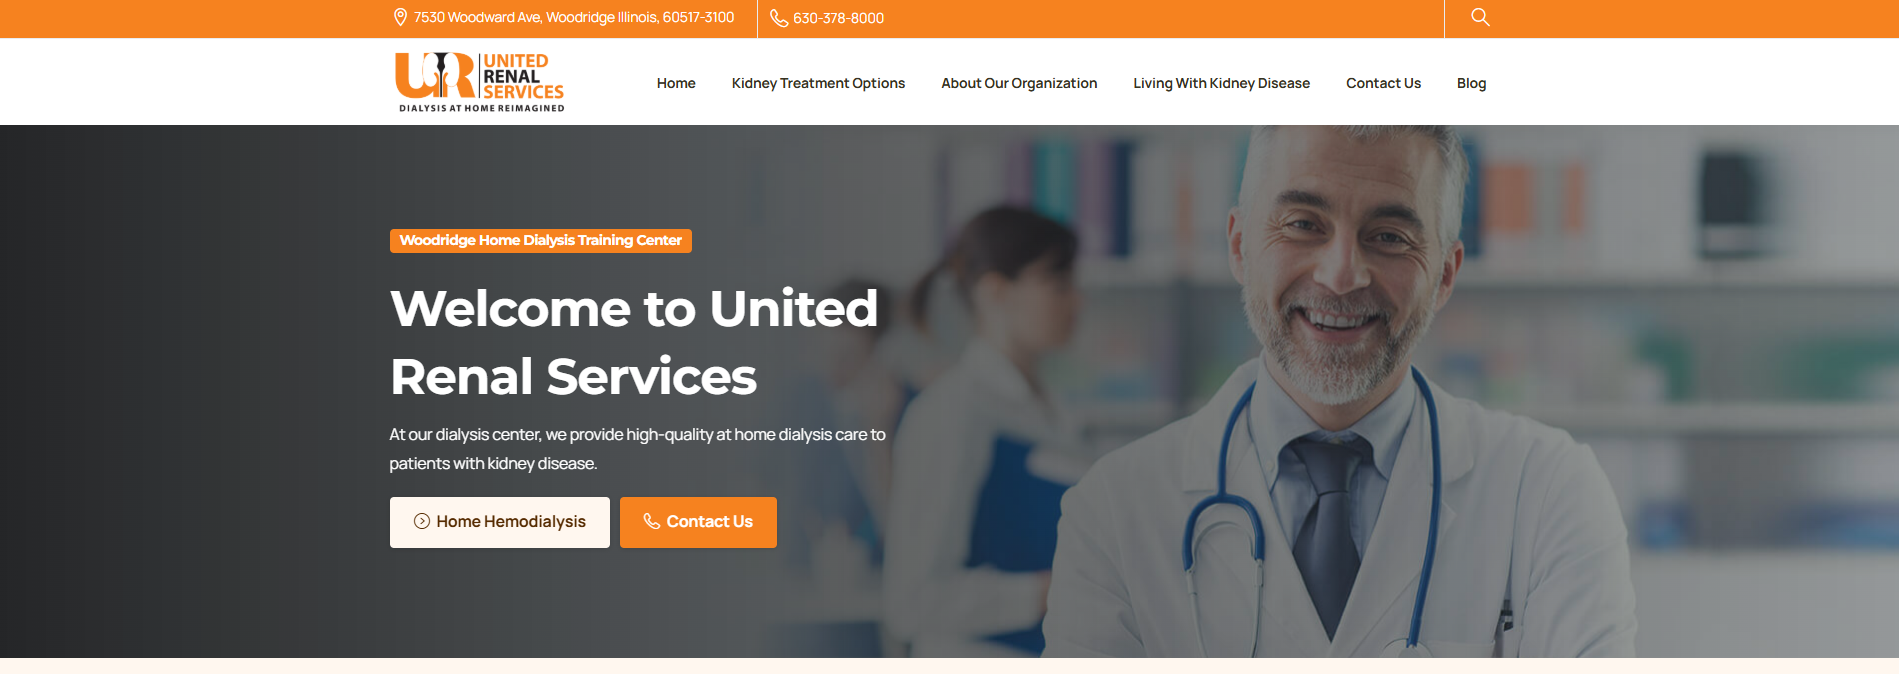 7530 Woodward Ave, Woodridge Illinois, 60517-3100
630-378-8000
UR
UNITED
RENAL
SERVICES
DIALYSIS AT HOME REIMAGINED
Home
Kidney Treatment Options
About Our Organization
Living With Kidney Disease
Contact Us
Blog
Woodridge Home Dialysis Training Center
Welcome to United
Renal Services
At our dialysis center, we provide high-quality at home dialysis care to
patients with kidney disease.
Home Hemodialysis
Contact Us